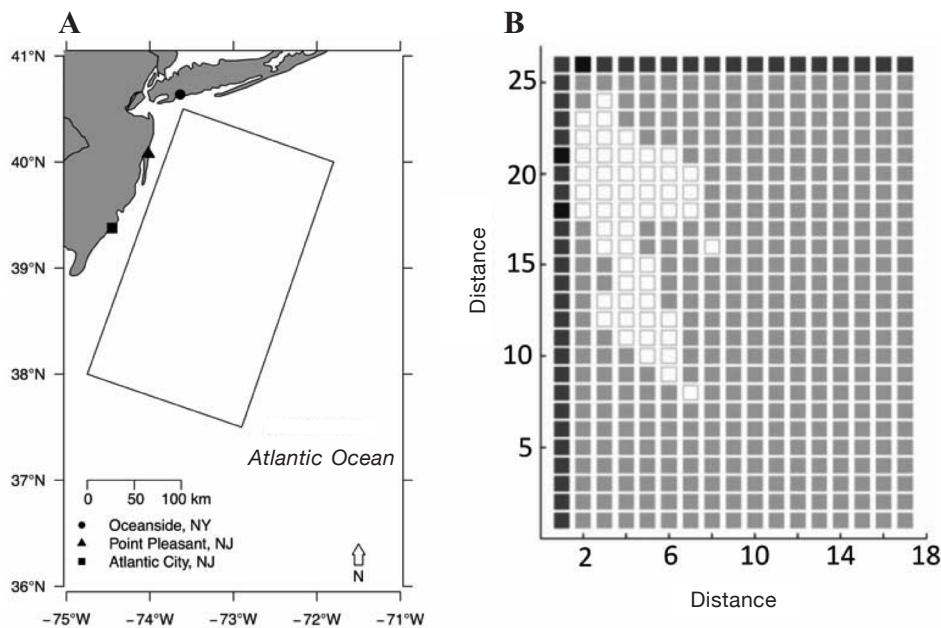 A
41°N
40°N
39°N
38°N
37°N
36°N
−75°W
−74°W
−73°W
−72°W
−71°W
Atlantic Ocean
0 50 100 km
Oceanside, NY
Point Pleasant, NJ
Atlantic City, NJ
N
B
25
20
15
10
5
Distance
2 6 10 14 18
Distance